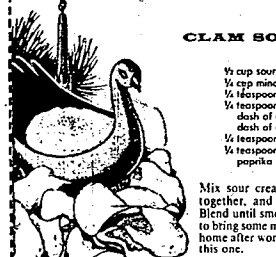 CLAM SO
½ cup sour
¼ cup minc
¼ teaspoon
¼ teaspoon
dash of
dash of
¼ teaspoon
¼ teaspoon
paprika
Mix sour crea
together, and
Blend until smo
to bring some m
home after wor
this one.